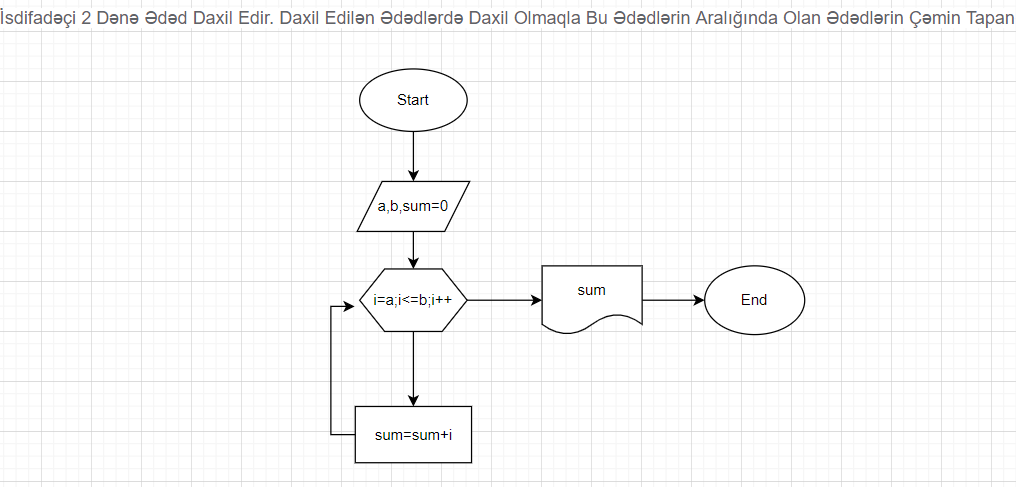 İsdifadəçi 2 Dənə Ədəd Daxil Edir. Daxil Edilən Ədədlərdə Daxil Olmaqla Bu Ədədlərin Aralığında Olan Ədədlərin Çəmin Tapan
Start
a,b,sum=0
i=a;i<=b;i++
sum
End
sum=sum+i